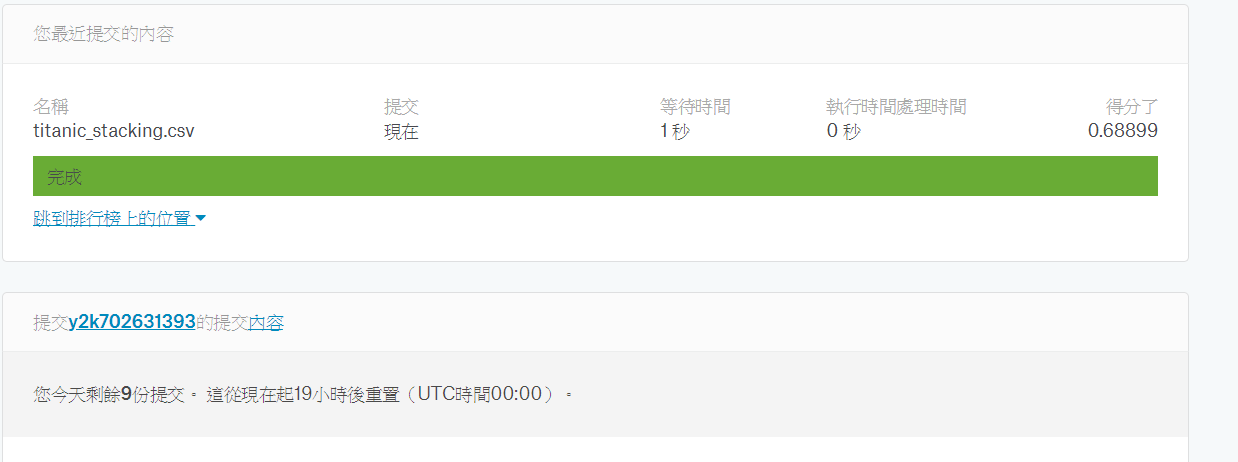 您最近提交的內容
名稱 提交 等待時間 執行時間處理時間 得分了
titanic_stacking.csv 現在 1 秒 0 秒 0.68899
完成
跳到排行榜上的位置
提交y2k702631393的提交內容
您今天剩餘9份提交。 這從現在起19小時後重置（UTC時間00:00）。